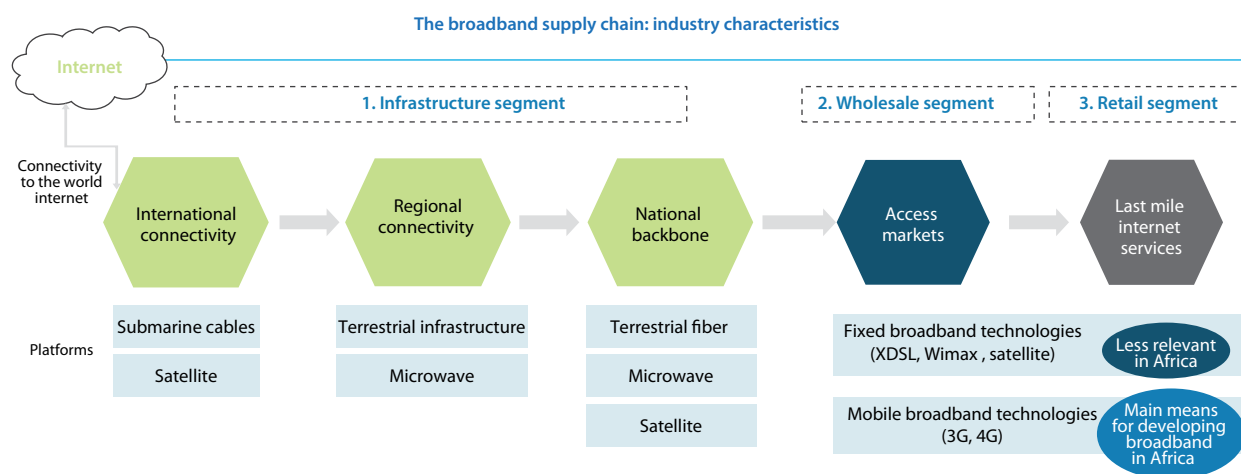 The broadband supply chain: industry characteristics
Internet
1. Infrastructure segment
2. Wholesale segment
3. Retail segment
Connectivity
to the world
internet
International
connectivity
Regional
connectivity
National
backbone
Access
markets
Last mile
internet
services
Platforms
Submarine cables
Satellite
Terrestrial infrastructure
Microwave
Terrestrial fiber
Microwave
Satellite
Fixed broadband technologies
(XDSL, Wimax , satellite)
Less relevant
in Africa
Mobile broadband technologies
(3G, 4G)
Main means
for developing
broadband
in Africa